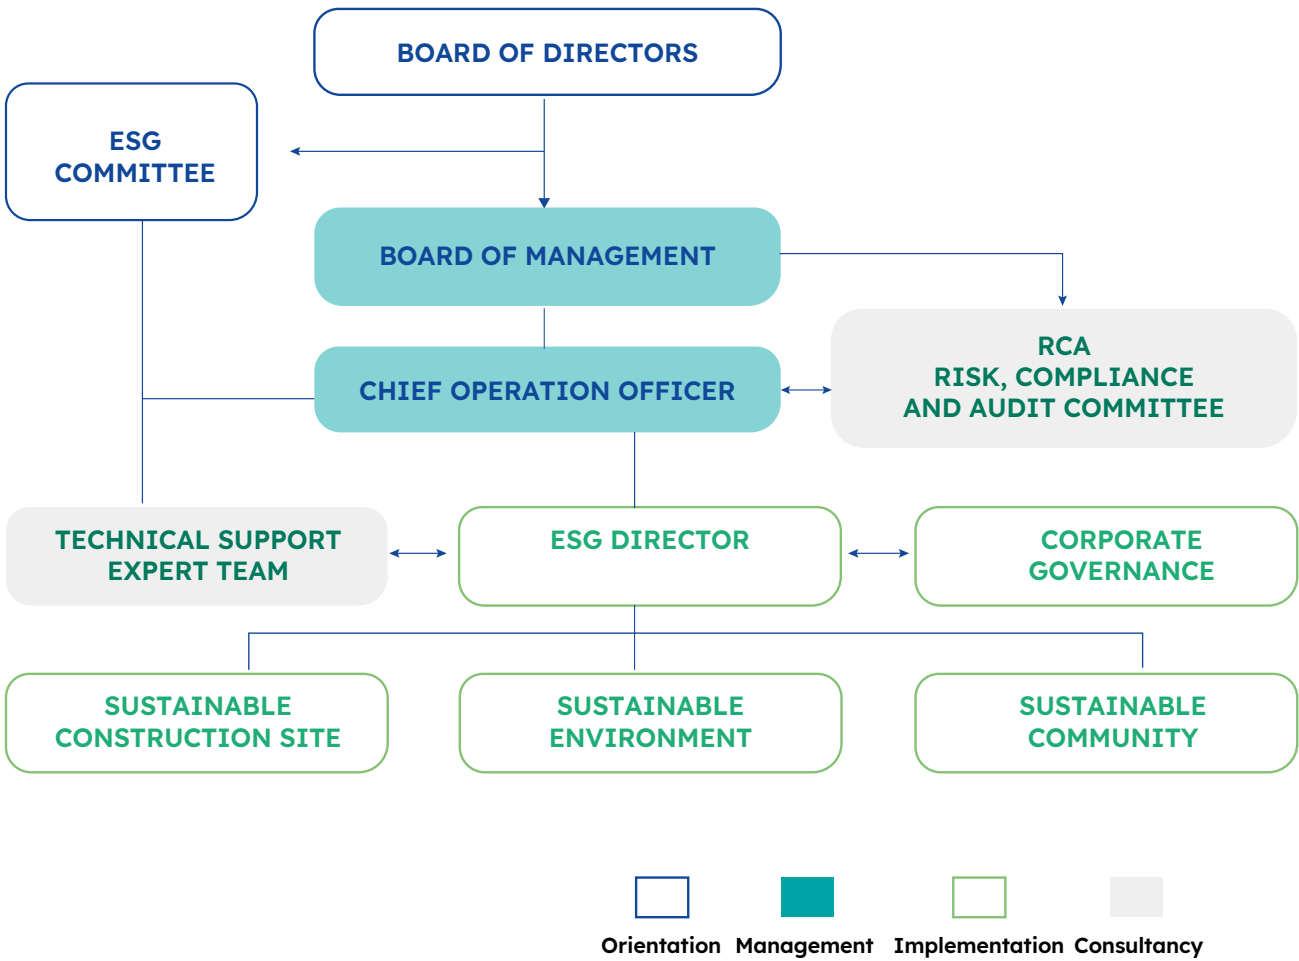 BOARD OF DIRECTORS
ESG
COMMITTEE
BOARD OF MANAGEMENT
CHIEF OPERATION OFFICER
RCA
RISK, COMPLIANCE
AND AUDIT COMMITTEE
TECHNICAL SUPPORT
EXPERT TEAM
ESG DIRECTOR
CORPORATE
GOVERNANCE
SUSTAINABLE
CONSTRUCTION SITE
SUSTAINABLE
ENVIRONMENT
SUSTAINABLE
COMMUNITY
Orientation
Management
Implementation
Consultancy